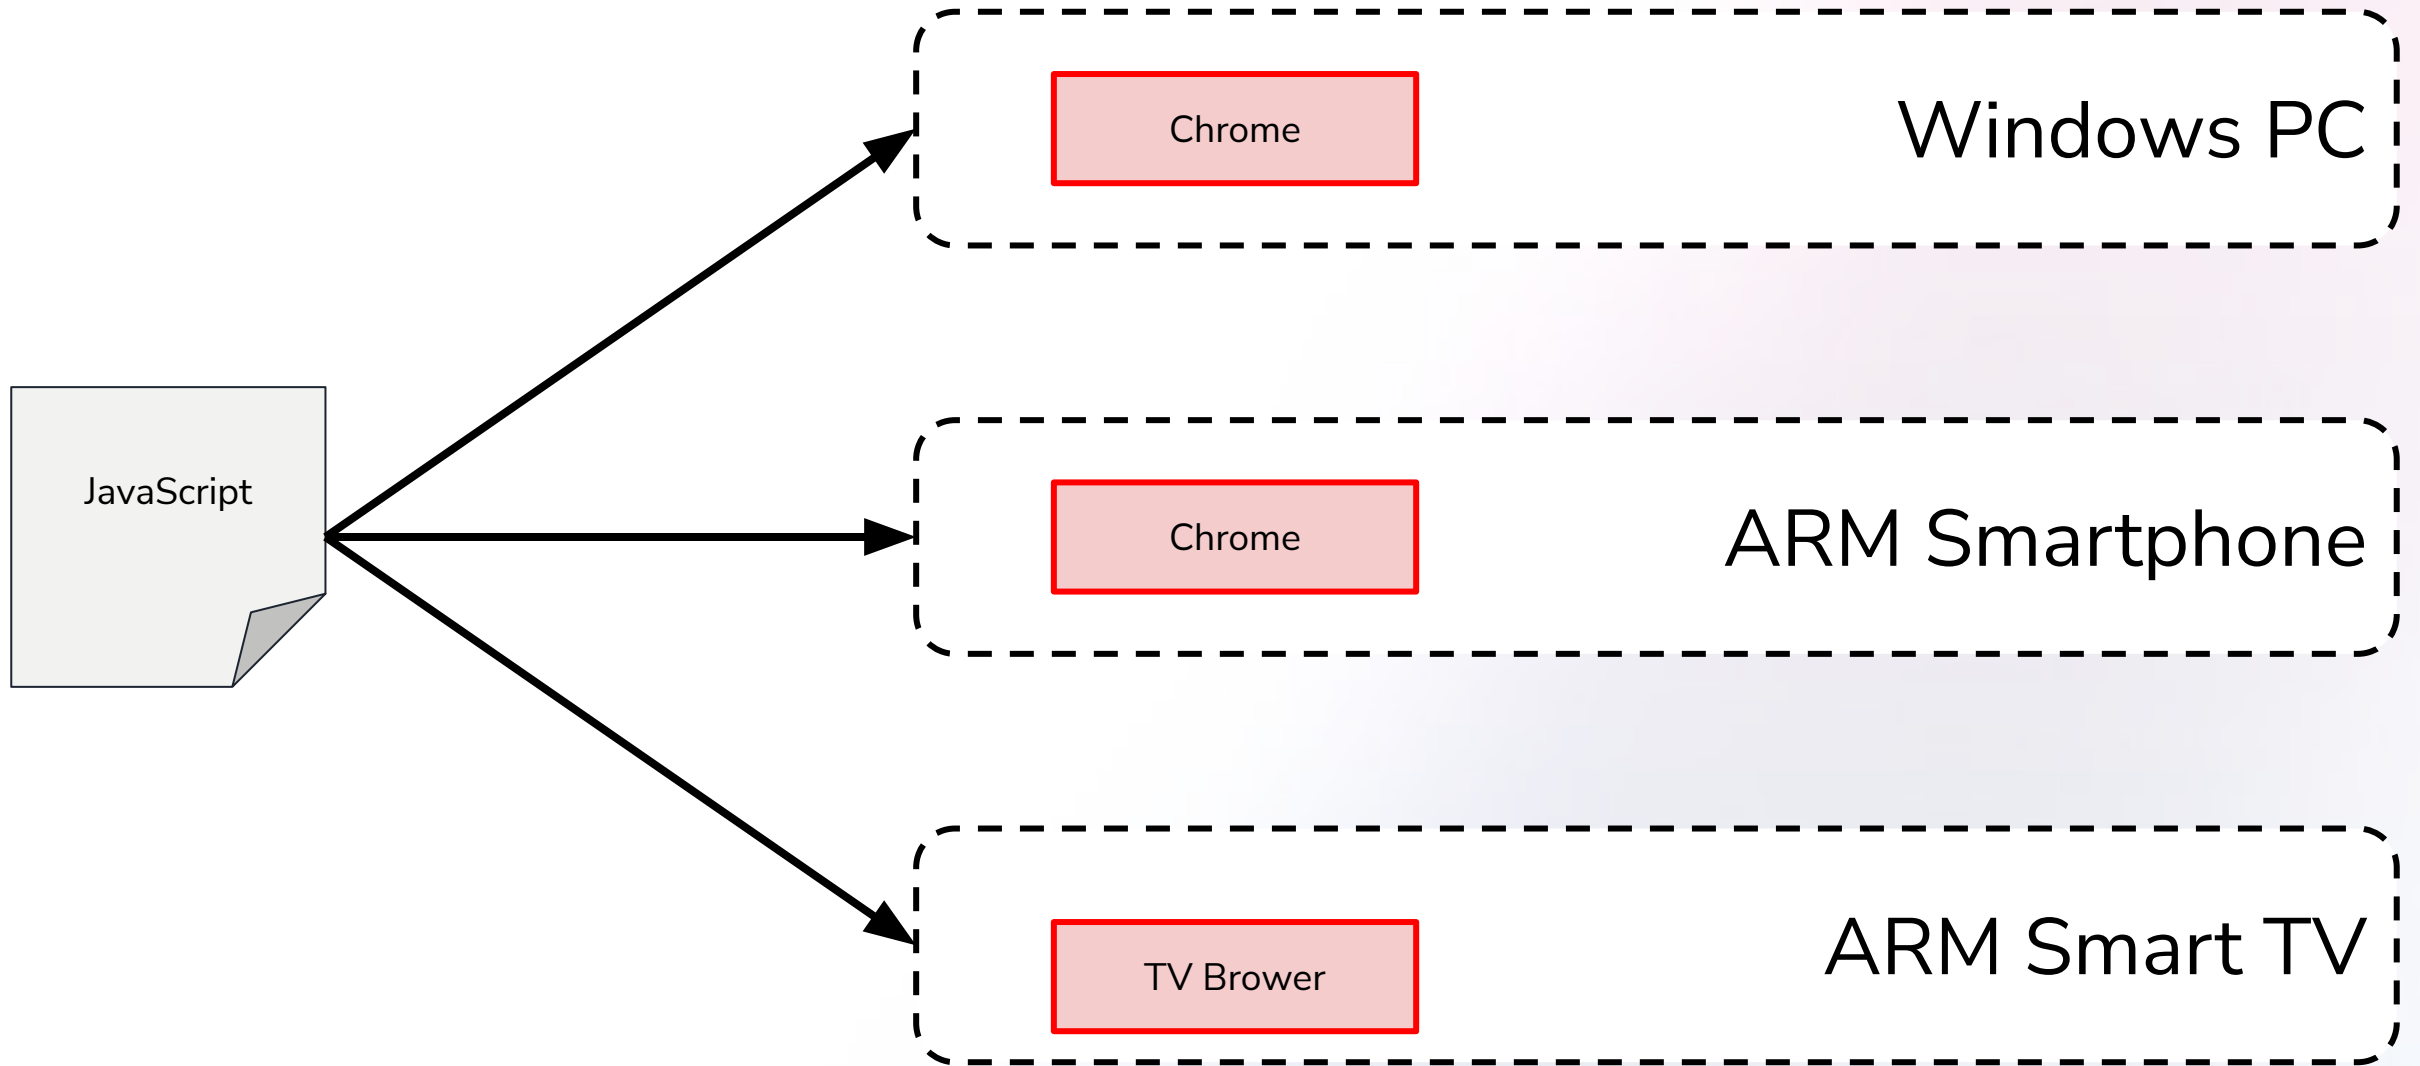 Chrome
Windows PC
JavaScript
Chrome
ARM Smartphone
TV Brower
ARM Smart TV